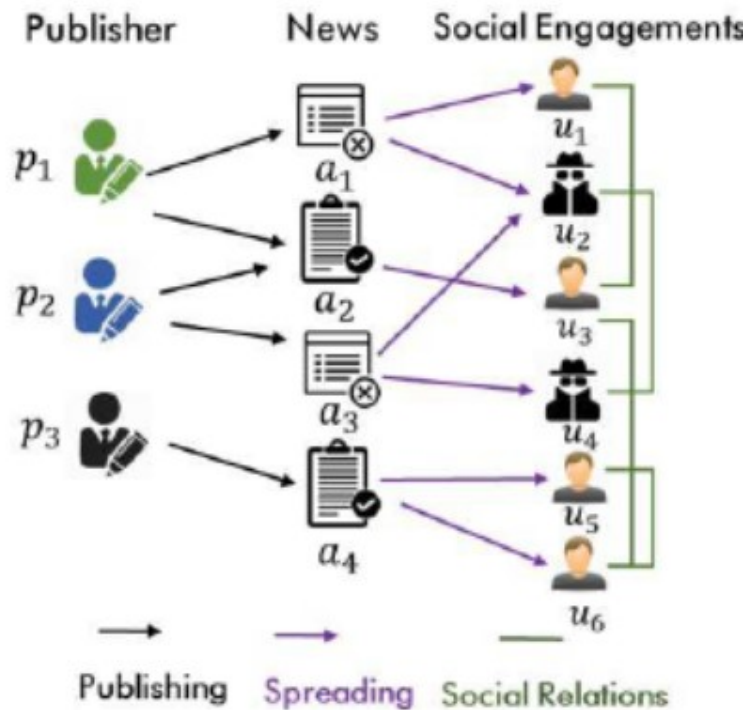 Publisher News Social Engagements
p₁
a₁
u₁
u₂
p₂
a₂
u₃
p₃
a₃
u₄
u₅
a₄
u₆
Publishing Spreading Social Relations